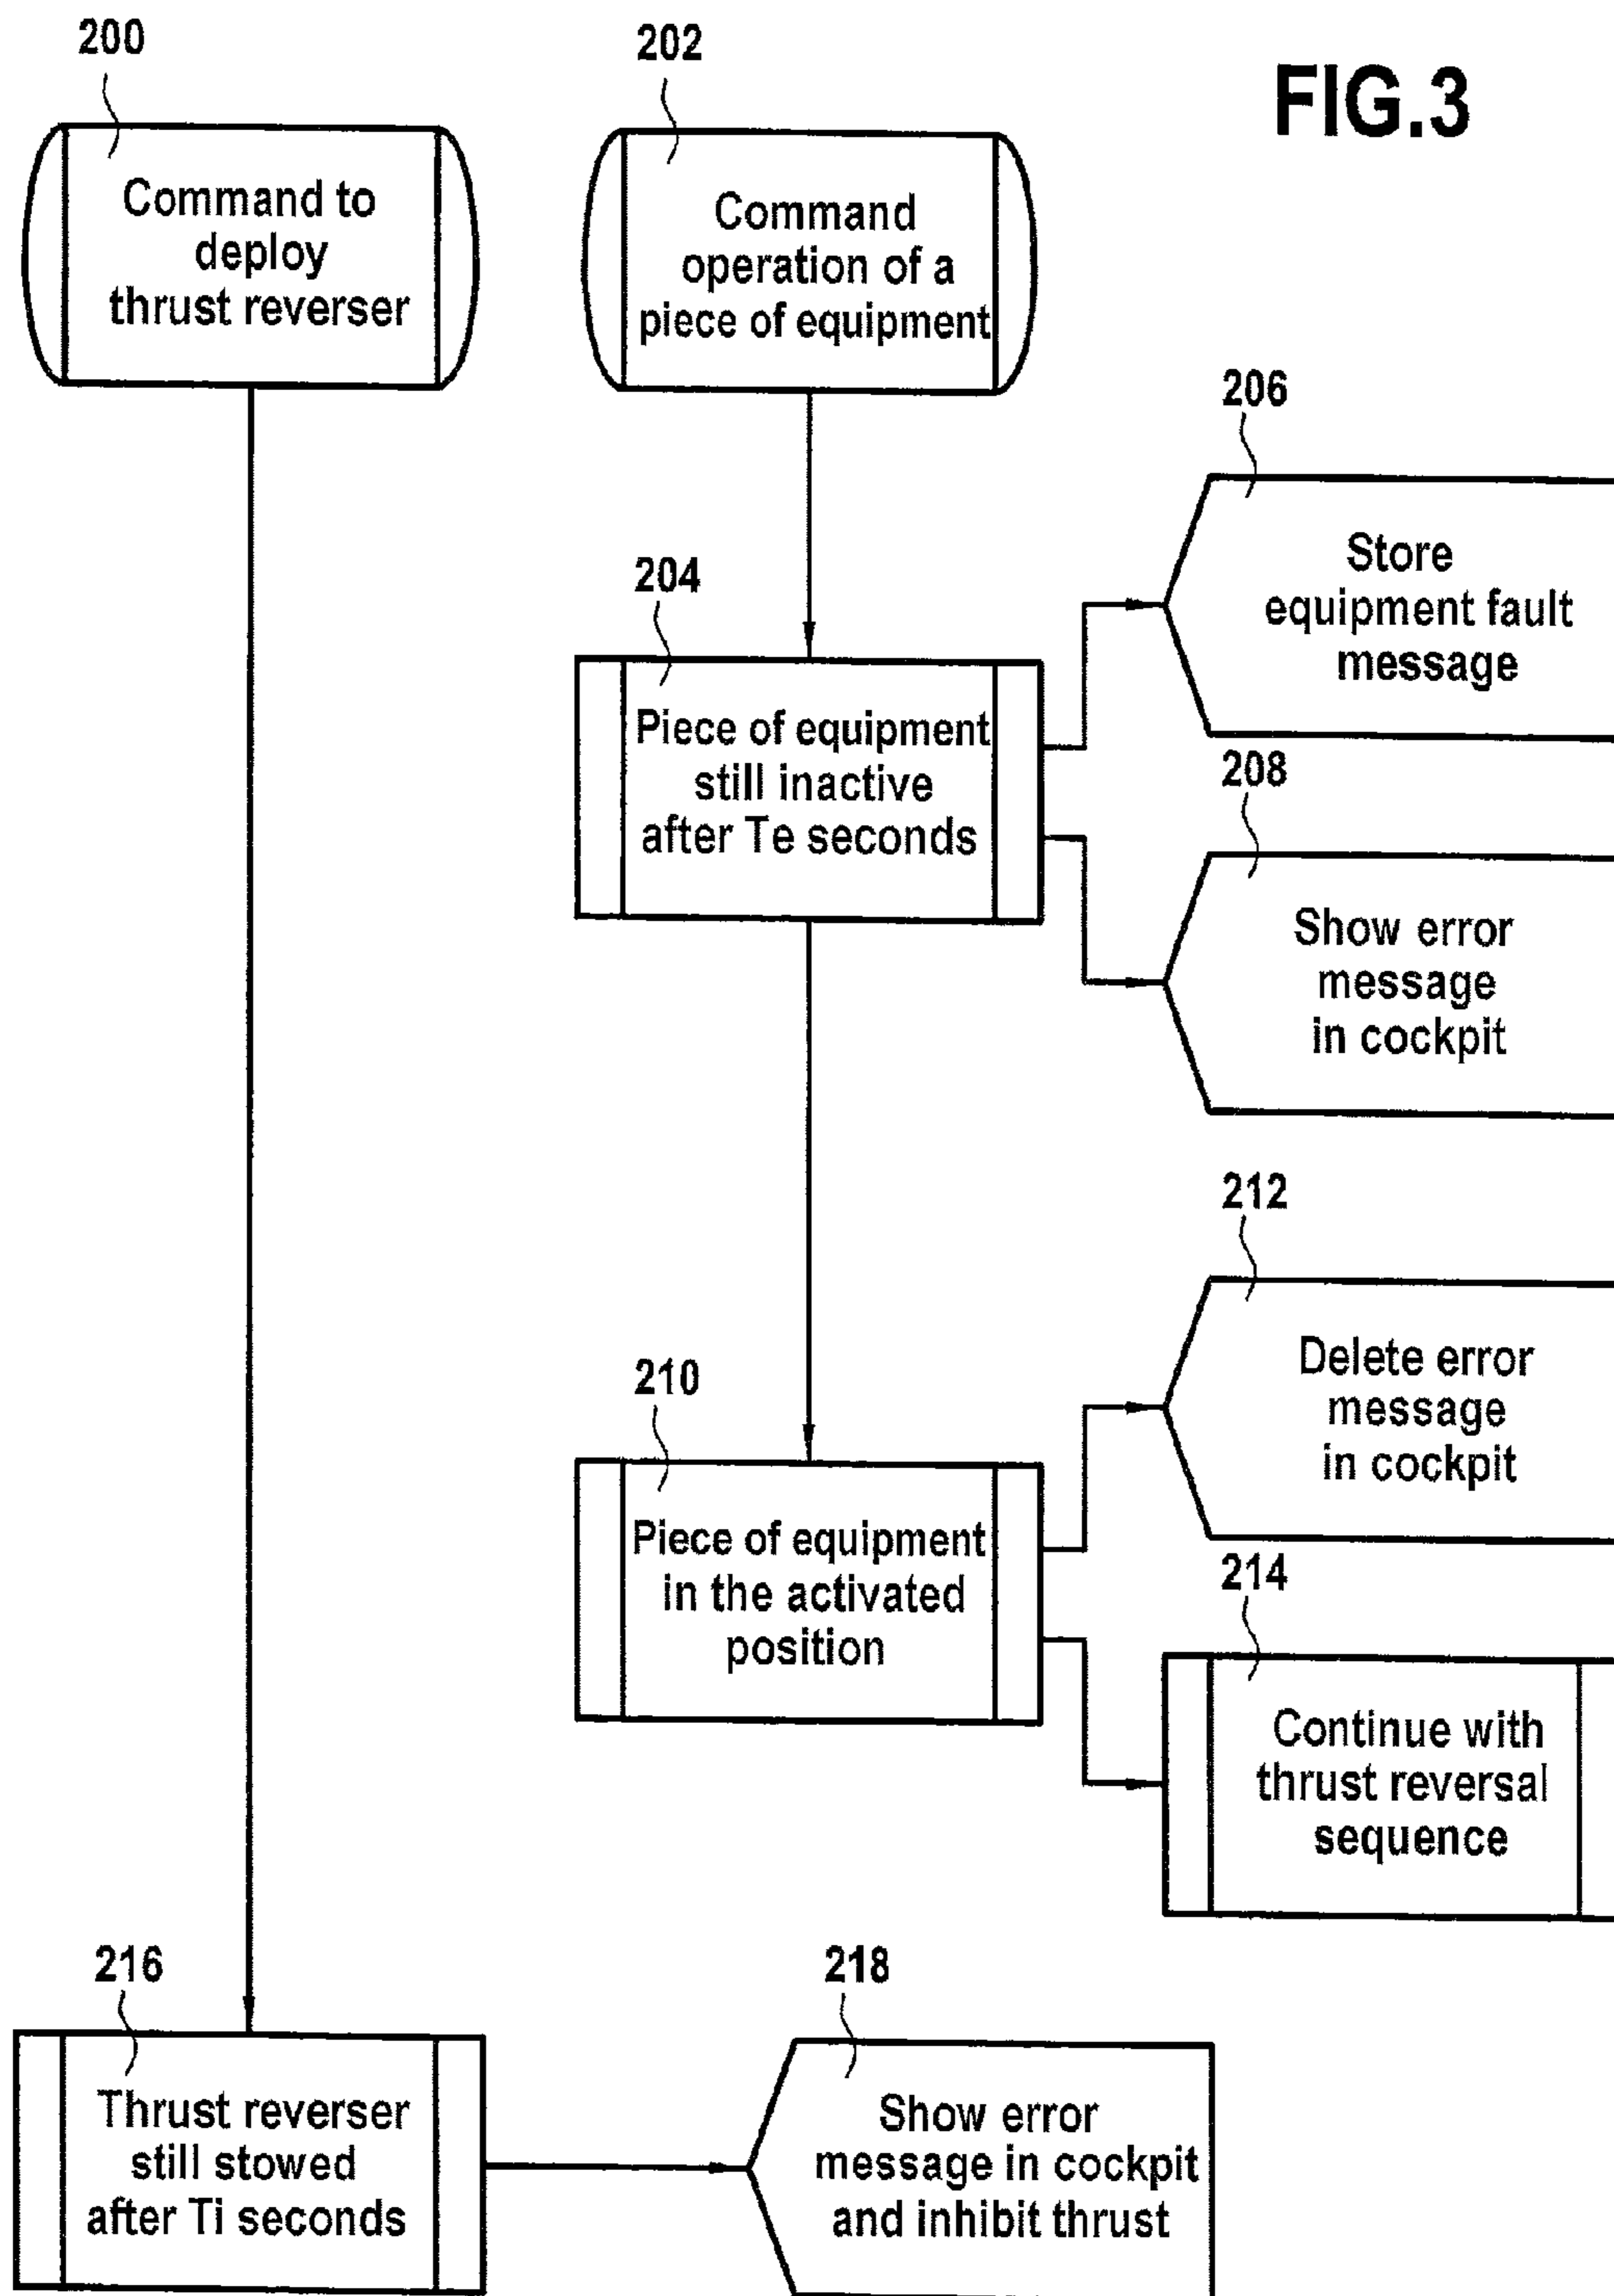 200
202
FIG.3
Command to
deploy
thrust reverser
Command
operation of a
piece of equipment
206
Store
equipment fault
message
204
Piece of equipment
still inactive
after Te seconds
208
Show error
message
in cockpit
212
Delete error
message
in cockpit
210
Piece of equipment
in the activated
position
214
Continue with
thrust reversal
sequence
216
Thrust reverser
still stowed
after Ti seconds
218
Show error
message in cockpit
and inhibit thrust